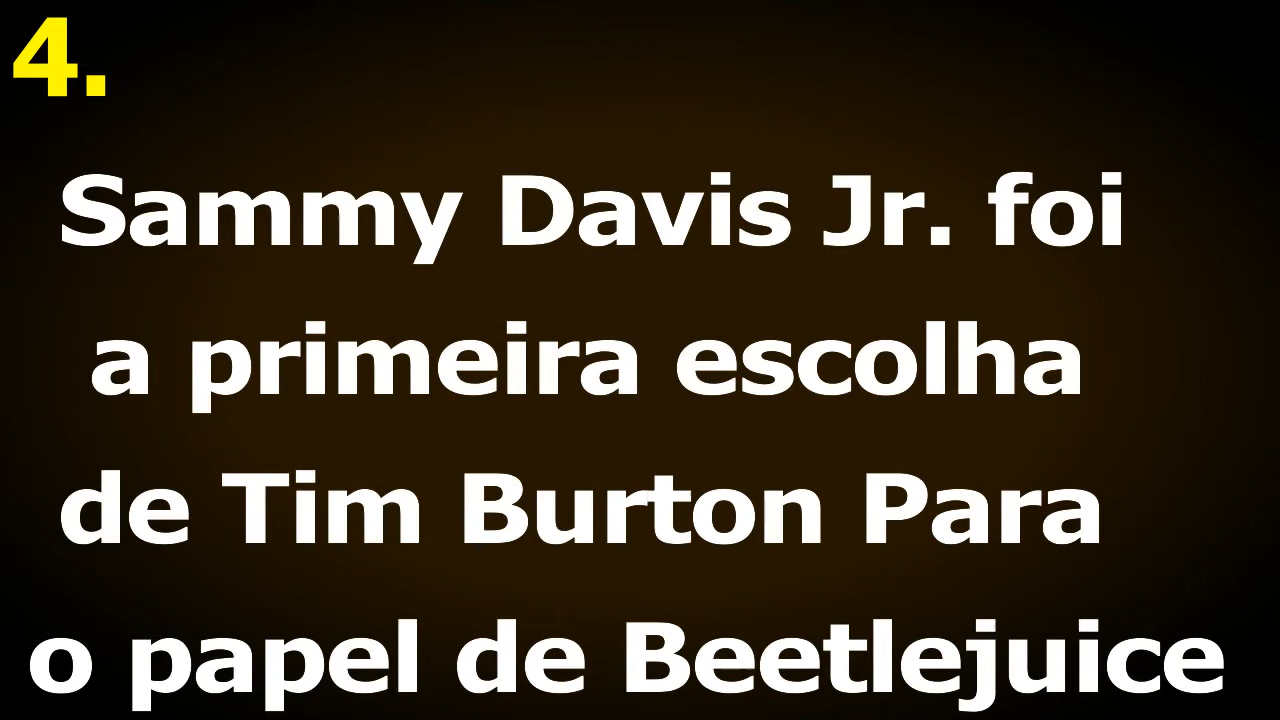 4.
Sammy Davis Jr. foi
a primeira escolha
de Tim Burton Para
o papel de Beetlejuice